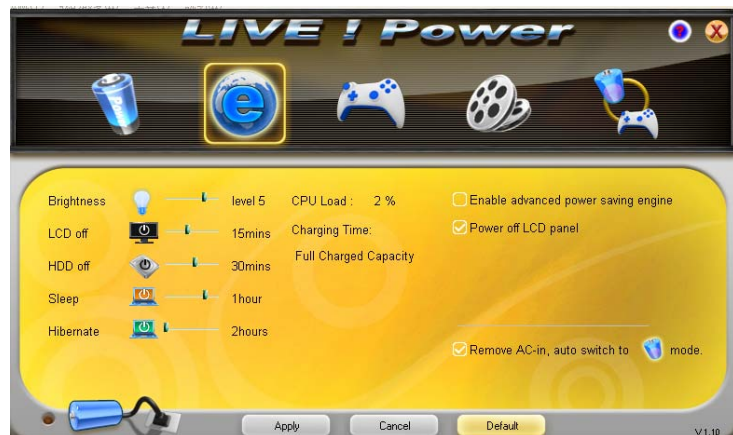 LIVE ! Power
Power
e
Brightness level 5 CPU Load : 2 % Enable advanced power saving engine
LCD off 15mins Charging Time: Power off LCD panel
HDD off 30mins Full Charged Capacity
Sleep 1hour
Hibernate 2hours
Remove AC-in, auto switch to mode.
Apply Cancel Default
V1.18